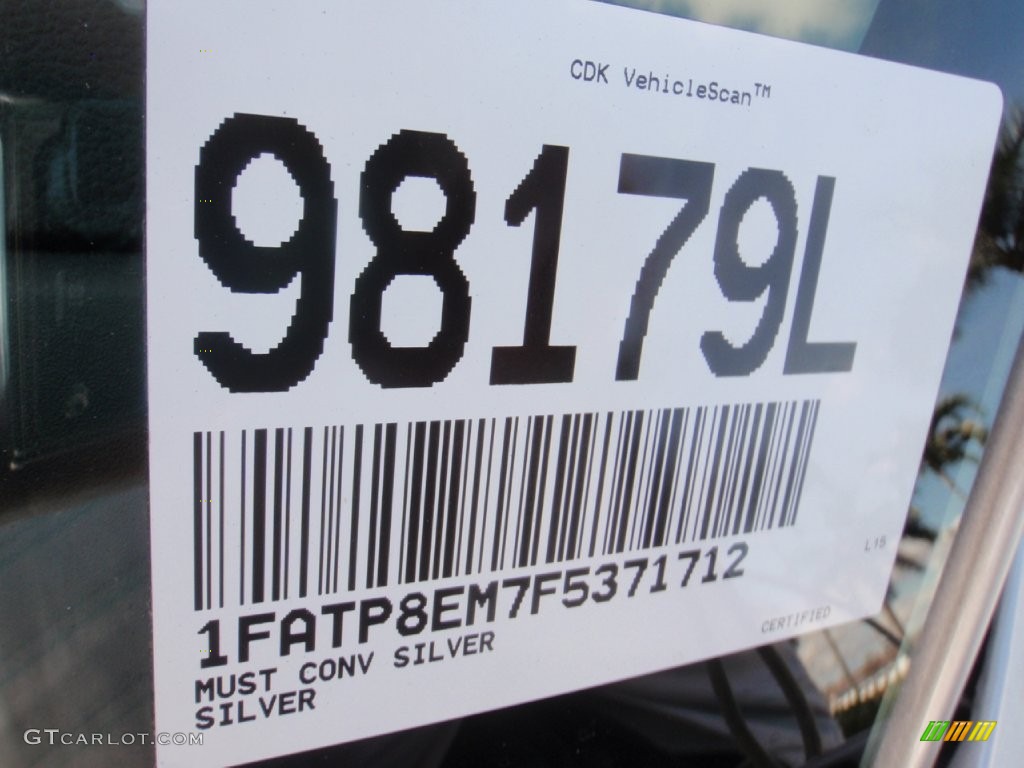 CDK VehicleScan™
98179L
1FATP8EM7F5371712
L15
CERTIFIED
MUST CONV SILVER
SILVER
GTCARLOT.COM